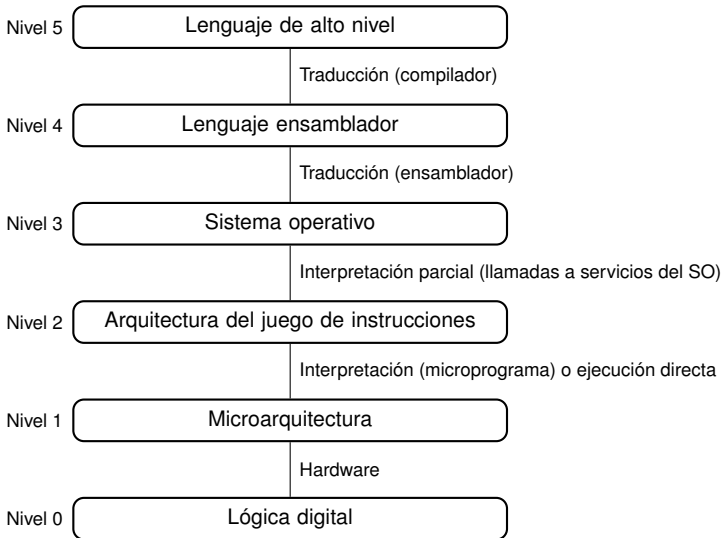 Nivel 5 Lenguaje de alto nivel
Traducción (compilador)
Nivel 4 Lenguaje ensamblador
Traducción (ensamblador)
Nivel 3 Sistema operativo
Interpretación parcial (llamadas a servicios del SO)
Nivel 2 Arquitectura del juego de instrucciones
Interpretación (microprograma) o ejecución directa
Nivel 1 Microarquitectura
Hardware
Nivel 0 Lógica digital